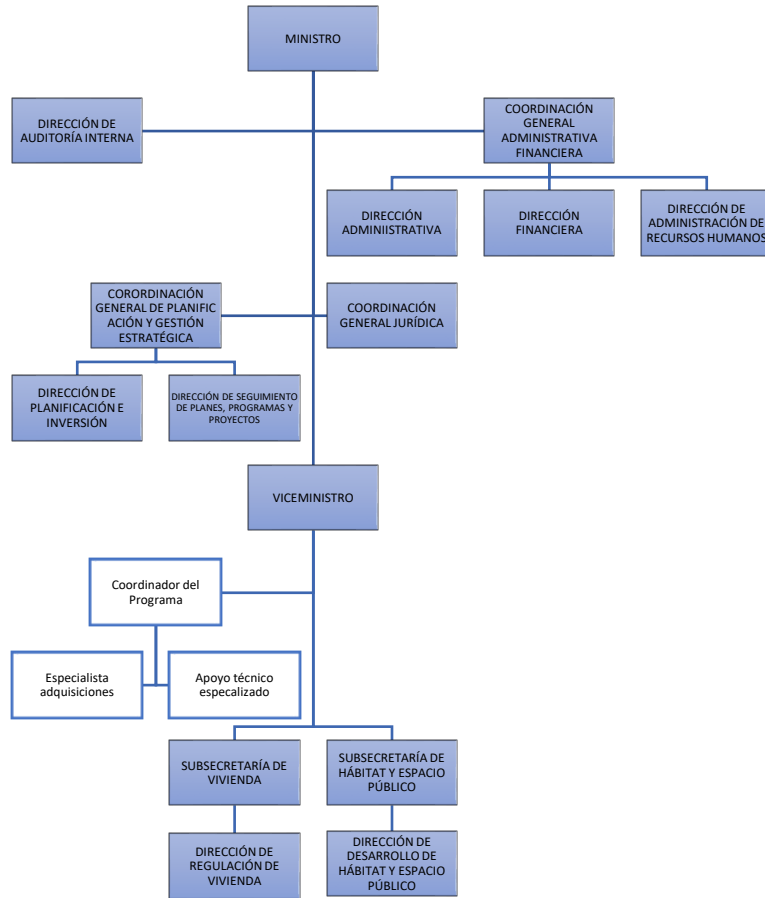 MINISTRO
DIRECCIÓN DE
AUDITORÍA INTERNA
COORDINACIÓN
GENERAL
ADMINISTRATIVA
FINANCIERA
DIRECCIÓN
ADMINIISTRATIVA
DIRECCIÓN
FINANCIERA
DIRECCIÓN DE
ADMINISTRACIÓN DE
RECURSOS HUMANOS
CORORDINACIÓN
GENERAL DE PLANIFIC
ACIÓN Y GESTIÓN
ESTRATÉGICA
COORDINACIÓN
GENERAL JURÍDICA
DIRECCIÓN DE
PLANIFICACIÓN E
INVERSIÓN
DIRECCIÓN DE SEGUIMIENTO
DE PLANES, PROGRAMAS Y
PROYECTOS
VICEMINISTRO
Coordinador del
Programa
Especialista
adquisiciones
Apoyo técnico
especalizado
SUBSECRETARÍA DE
VIVIENDA
SUBSECRETARÍA DE
HÁBITAT Y ESPACIO
PÚBLICO
DIRECCIÓN DE
REGULACIÓN DE
VIVIENDA
DIRECCIÓN DE
DESARROLLO DE
HÁBITAT Y ESPACIO
PÚBLICO